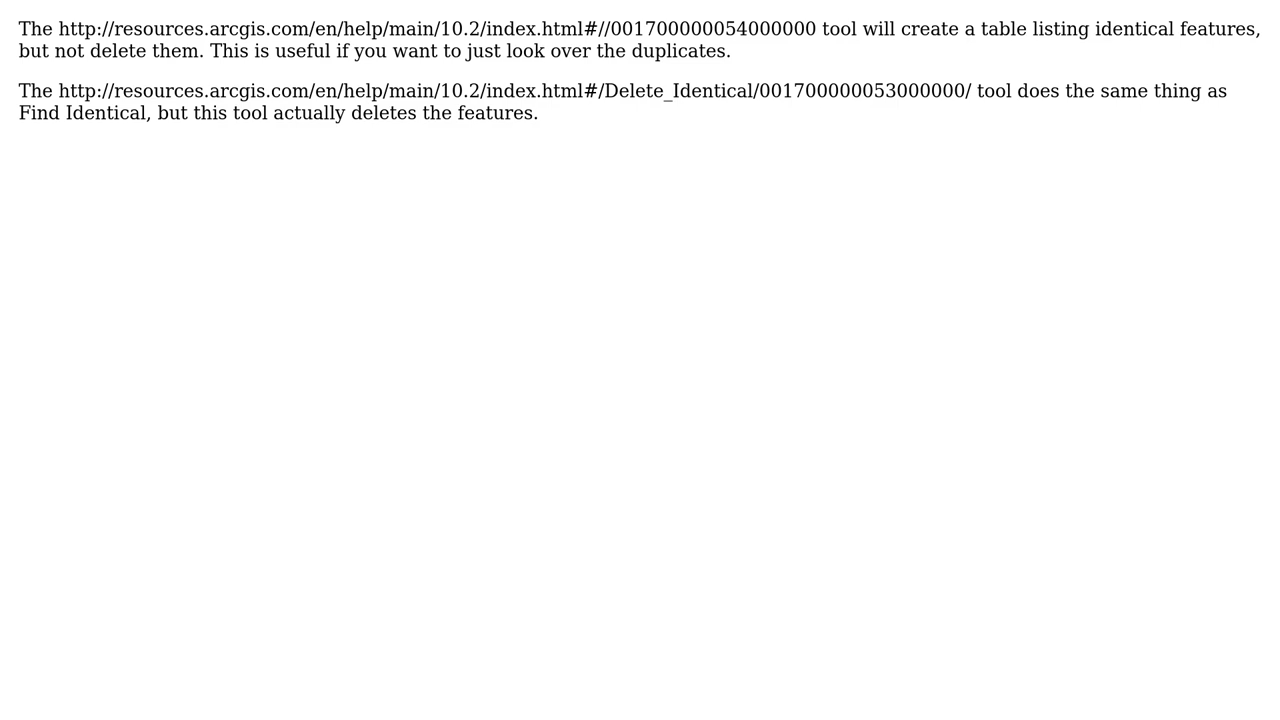 The http://resources.arcgis.com/en/help/main/10.2/index.html#//001700000054000000 tool will create a table listing identical features,
but not delete them. This is useful if you want to just look over the duplicates.
The http://resources.arcgis.com/en/help/main/10.2/index.html#/Delete_Identical/001700000053000000/ tool does the same thing as
Find Identical, but this tool actually deletes the features.